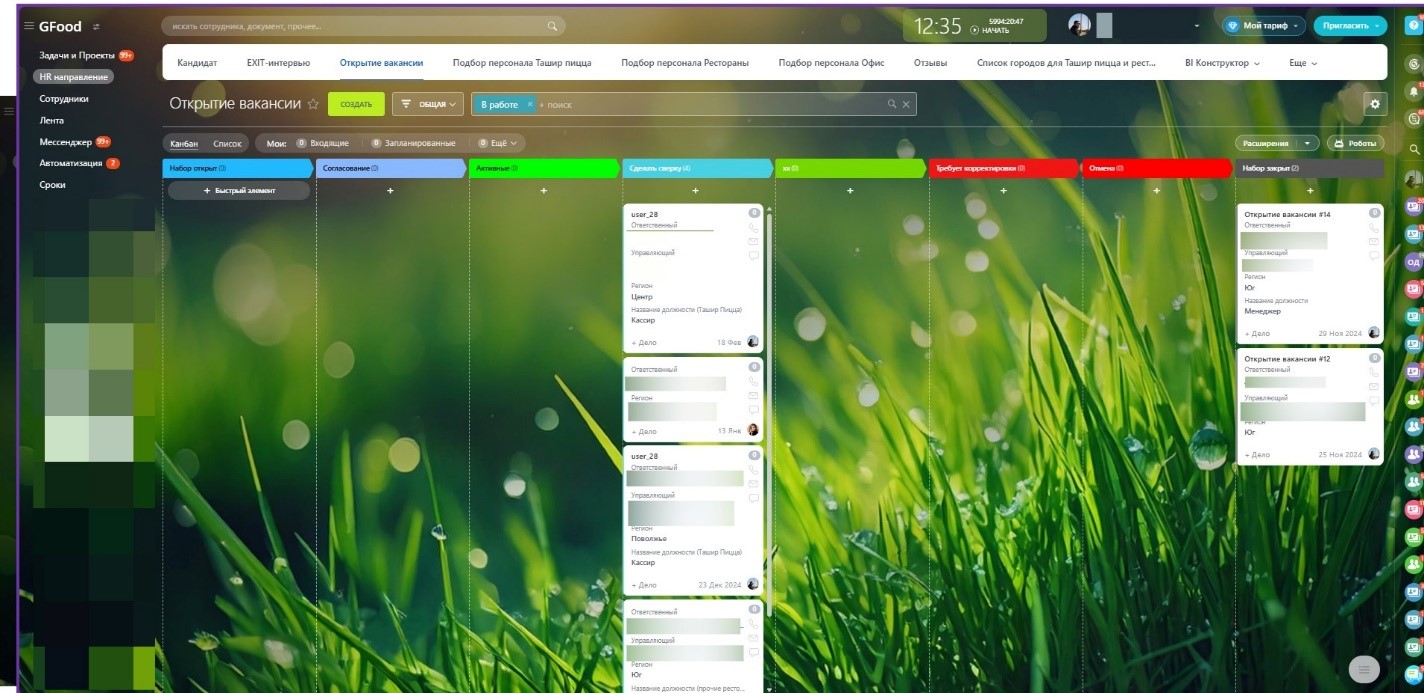 GFood
искать сотрудника, документ, прочее...
12:35
5994:20:47
НАЧАТЬ
Мой тариф
Пригласить
Задачи и Проекты 99+
HR направление
Сотрудники
Лента
Мессенджер 99+
Автоматизация 2
Сроки
Кандидат
EXIT-интервью
Открытие вакансии
Подбор персонала Ташир пицца
Подбор персонала Рестораны
Подбор персонала Офис
Отзывы
Список городов для Ташир пицца и рест...
BI Конструктор
Еще
Открытие вакансии
СОЗДАТЬ
ОБЩАЯ
В работе × + поиск
Канбан
Список
Мои:
0 Входящие
0 Запланированные
0 Ещё
Расширения
Роботы
Набор открыт (0)
Согласование (0)
Активные (0)
Сделать сверку (4)
хх (0)
Требует корректировки (0)
Отмена (0)
Набор закрыт (2)
+ Быстрый элемент
user_28
0
Ответственный
Управляющий
Регион
Центр
Название должности (Ташир Пицца)
Кассир
+ Дело
18 Фев
Ответственный
0
Регион
+ Дело
13 Янв
user_28
0
Ответственный
Управляющий
Регион
Поволжье
Название должности (Ташир Пицца)
Кассир
+ Дело
23 Дек 2024
Ответственный
0
Управляющий
Регион
Юг
Название должности (прочие ресто...
Открытие вакансии #14
0
Ответственный
Управляющий
Регион
Юг
Название должности
Менеджер
+ Дело
29 Ноя 2024
Открытие вакансии #12
0
Ответственный
Управляющий
Регион
Юг
+ Дело
25 Ноя 2024
ОД